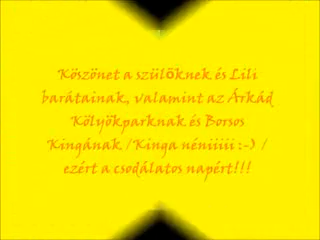 Köszönet a szülőknek és Lili
barátainak, valamint az Árkád
Kölyökparknak és Borsos
Kingának /Kinga néniiiii :-) /
ezért a csodálatos napért!!!